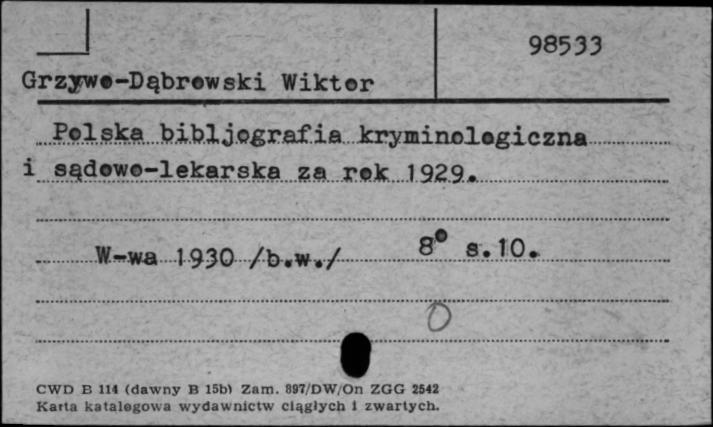 98533
Grzywo-Dąbrowski Wiktor
Polska bibljografia kryminologiczna
i sądowo-lekarska za rok 1929.
W-wa 1930 /b.w./ 8° s.10.
0
CWD B 114 (dawny B 15b) Zam. 897/DW/On ZGG 2542
Karta katalogowa wydawnictw ciągłych i zwartych.